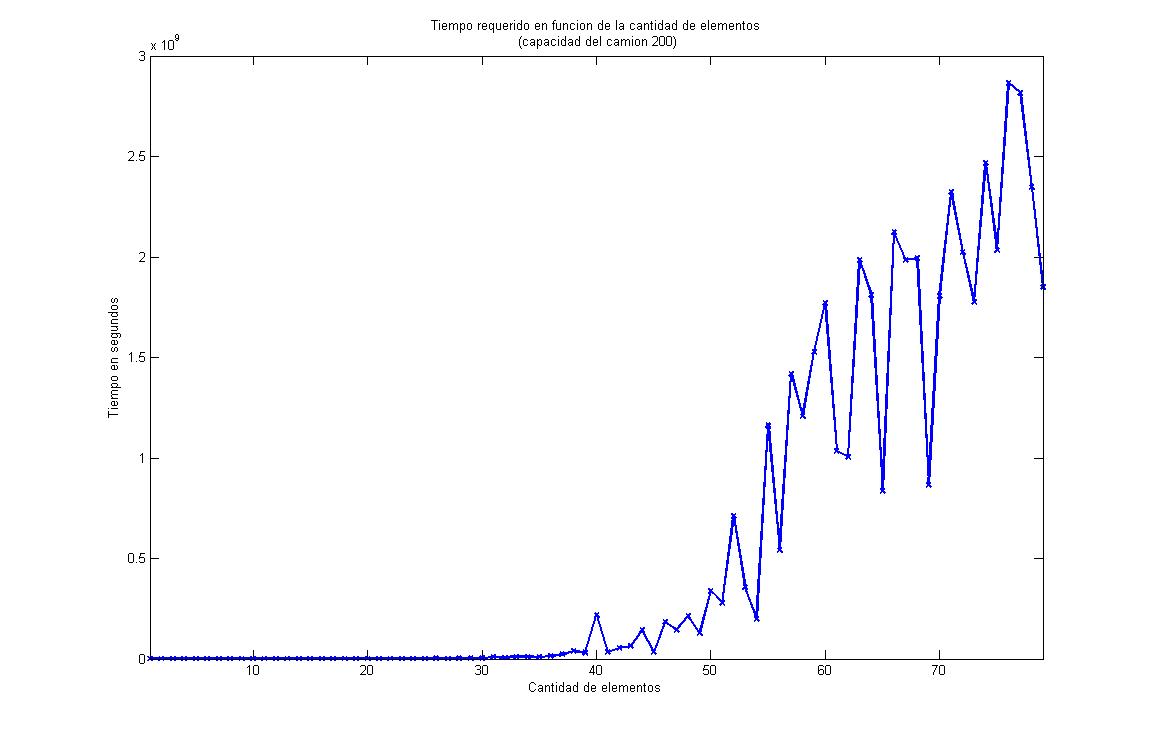 Tiempo requerido en funcion de la cantidad de elementos
(capacidad del camion 200)
x 10^9
3
2.5
2
1.5
1
0.5
0
Tiempo en segundos
10 20 30 40 50 60 70
Cantidad de elementos